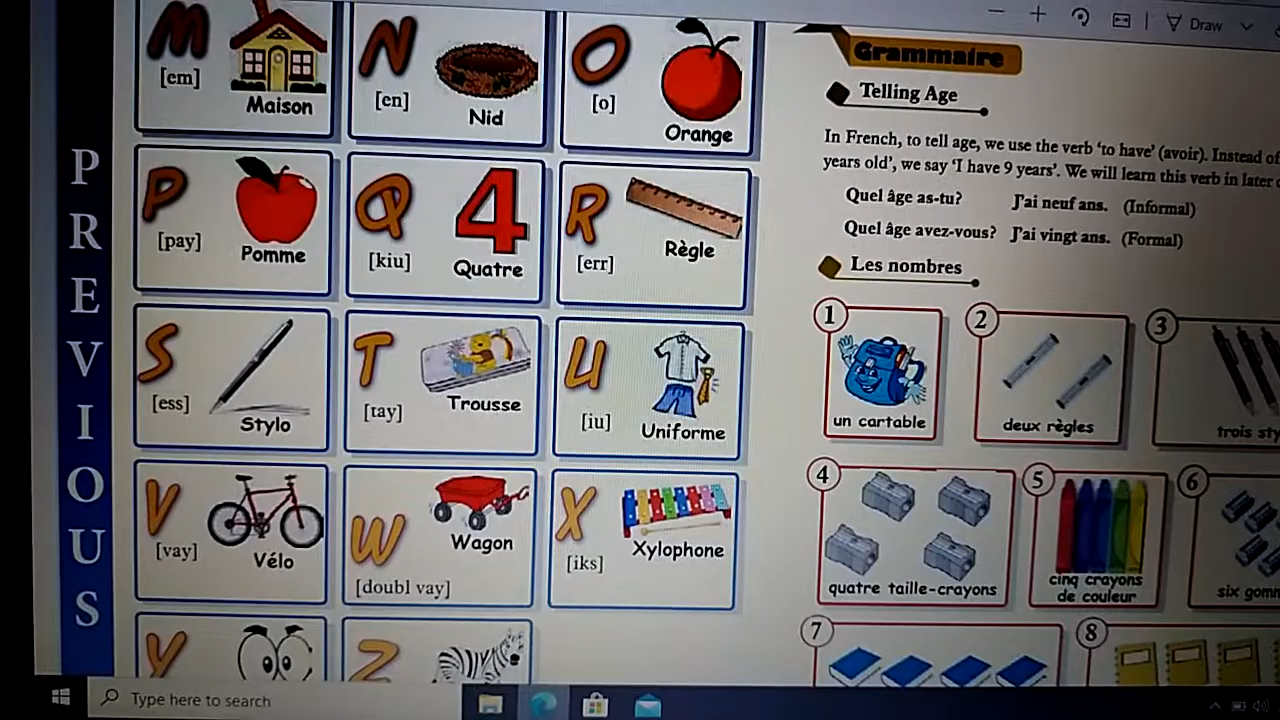 Draw
P
R
E
V
I
O
U
S
M
[em]
Maison
N
[en]
Nid
O
[o]
Orange
P
[pay]
Pomme
Q
4
[kiu]
Quatre
R
[err]
Règle
S
[ess]
Stylo
T
[tay]
Trousse
U
[iu]
Uniforme
V
[vay]
Vélo
W
[doubl vay]
Wagon
X
[iks]
Xylophone
Y
Z
Grammaire
Telling Age
In French, to tell age, we use the verb 'to have' (avoir). Instead of
years old', we say 'I have 9 years'. We will learn this verb in later
Quel âge as-tu? J'ai neuf ans. (Informal)
Quel âge avez-vous? J'ai vingt ans. (Formal)
Les nombres
1
un cartable
2
deux règles
3
trois
4
quatre taille-crayons
5
cinq crayons
de couleur
6
six
7
8
Type here to search